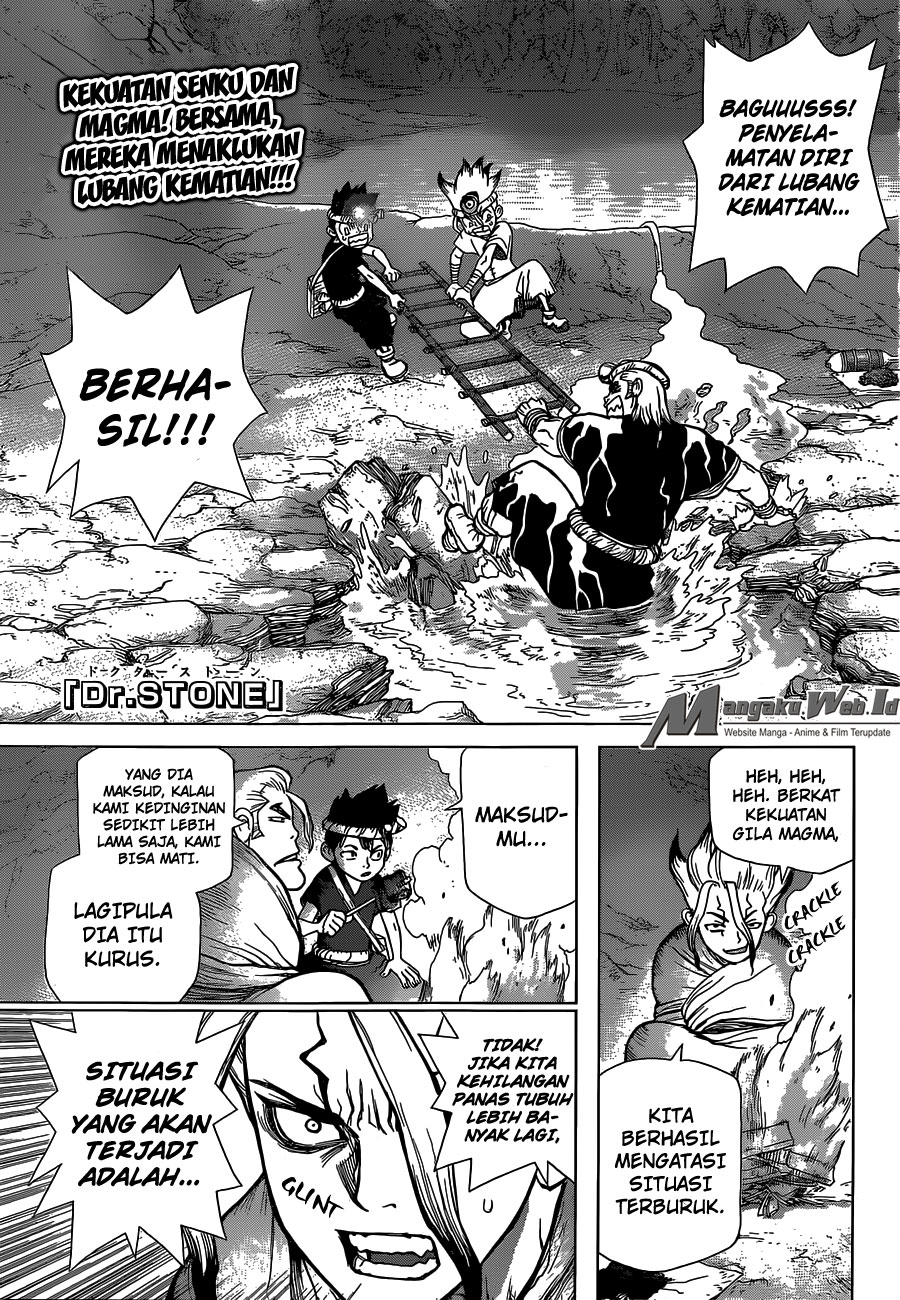 KEKUATAN SENKU DAN
MAGMA! BERSAMA,
MEREKA MENAKLUKAN
LUBANG KEMATIAN!!!
BAGUUUSSS!
PENYELA-
MATAN DIRI
DARI LUBANG
KEMATIAN...
BERHA-
SIL!!!
ドクターストーン
「Dr.STONE」
MangakuWeb.Id
Website Manga - Anime & Film Terupdate
HEH, HEH,
HEH. BERKAT
KEKUATAN
GILA MAGMA,
CRACKLE
CRACKLE
KITA
BERHASIL
MENGATASI
SITUASI
TERBURUK.
MAKSUD-
MU...
YANG DIA
MAKSUD, KALAU
KAMI KEDINGINAN
SEDIKIT LEBIH
LAMA SAJA, KAMI
BISA MATI.
LAGIPULA
DIA ITU
KURUS.
TIDAK!
JIKA KITA
KEHILANGAN
PANAS TUBUH
LEBIH BA-
NYAK LAGI,
SITUASI
BURUK
YANG AKAN
TERJADI
ADALAH...
GLINT